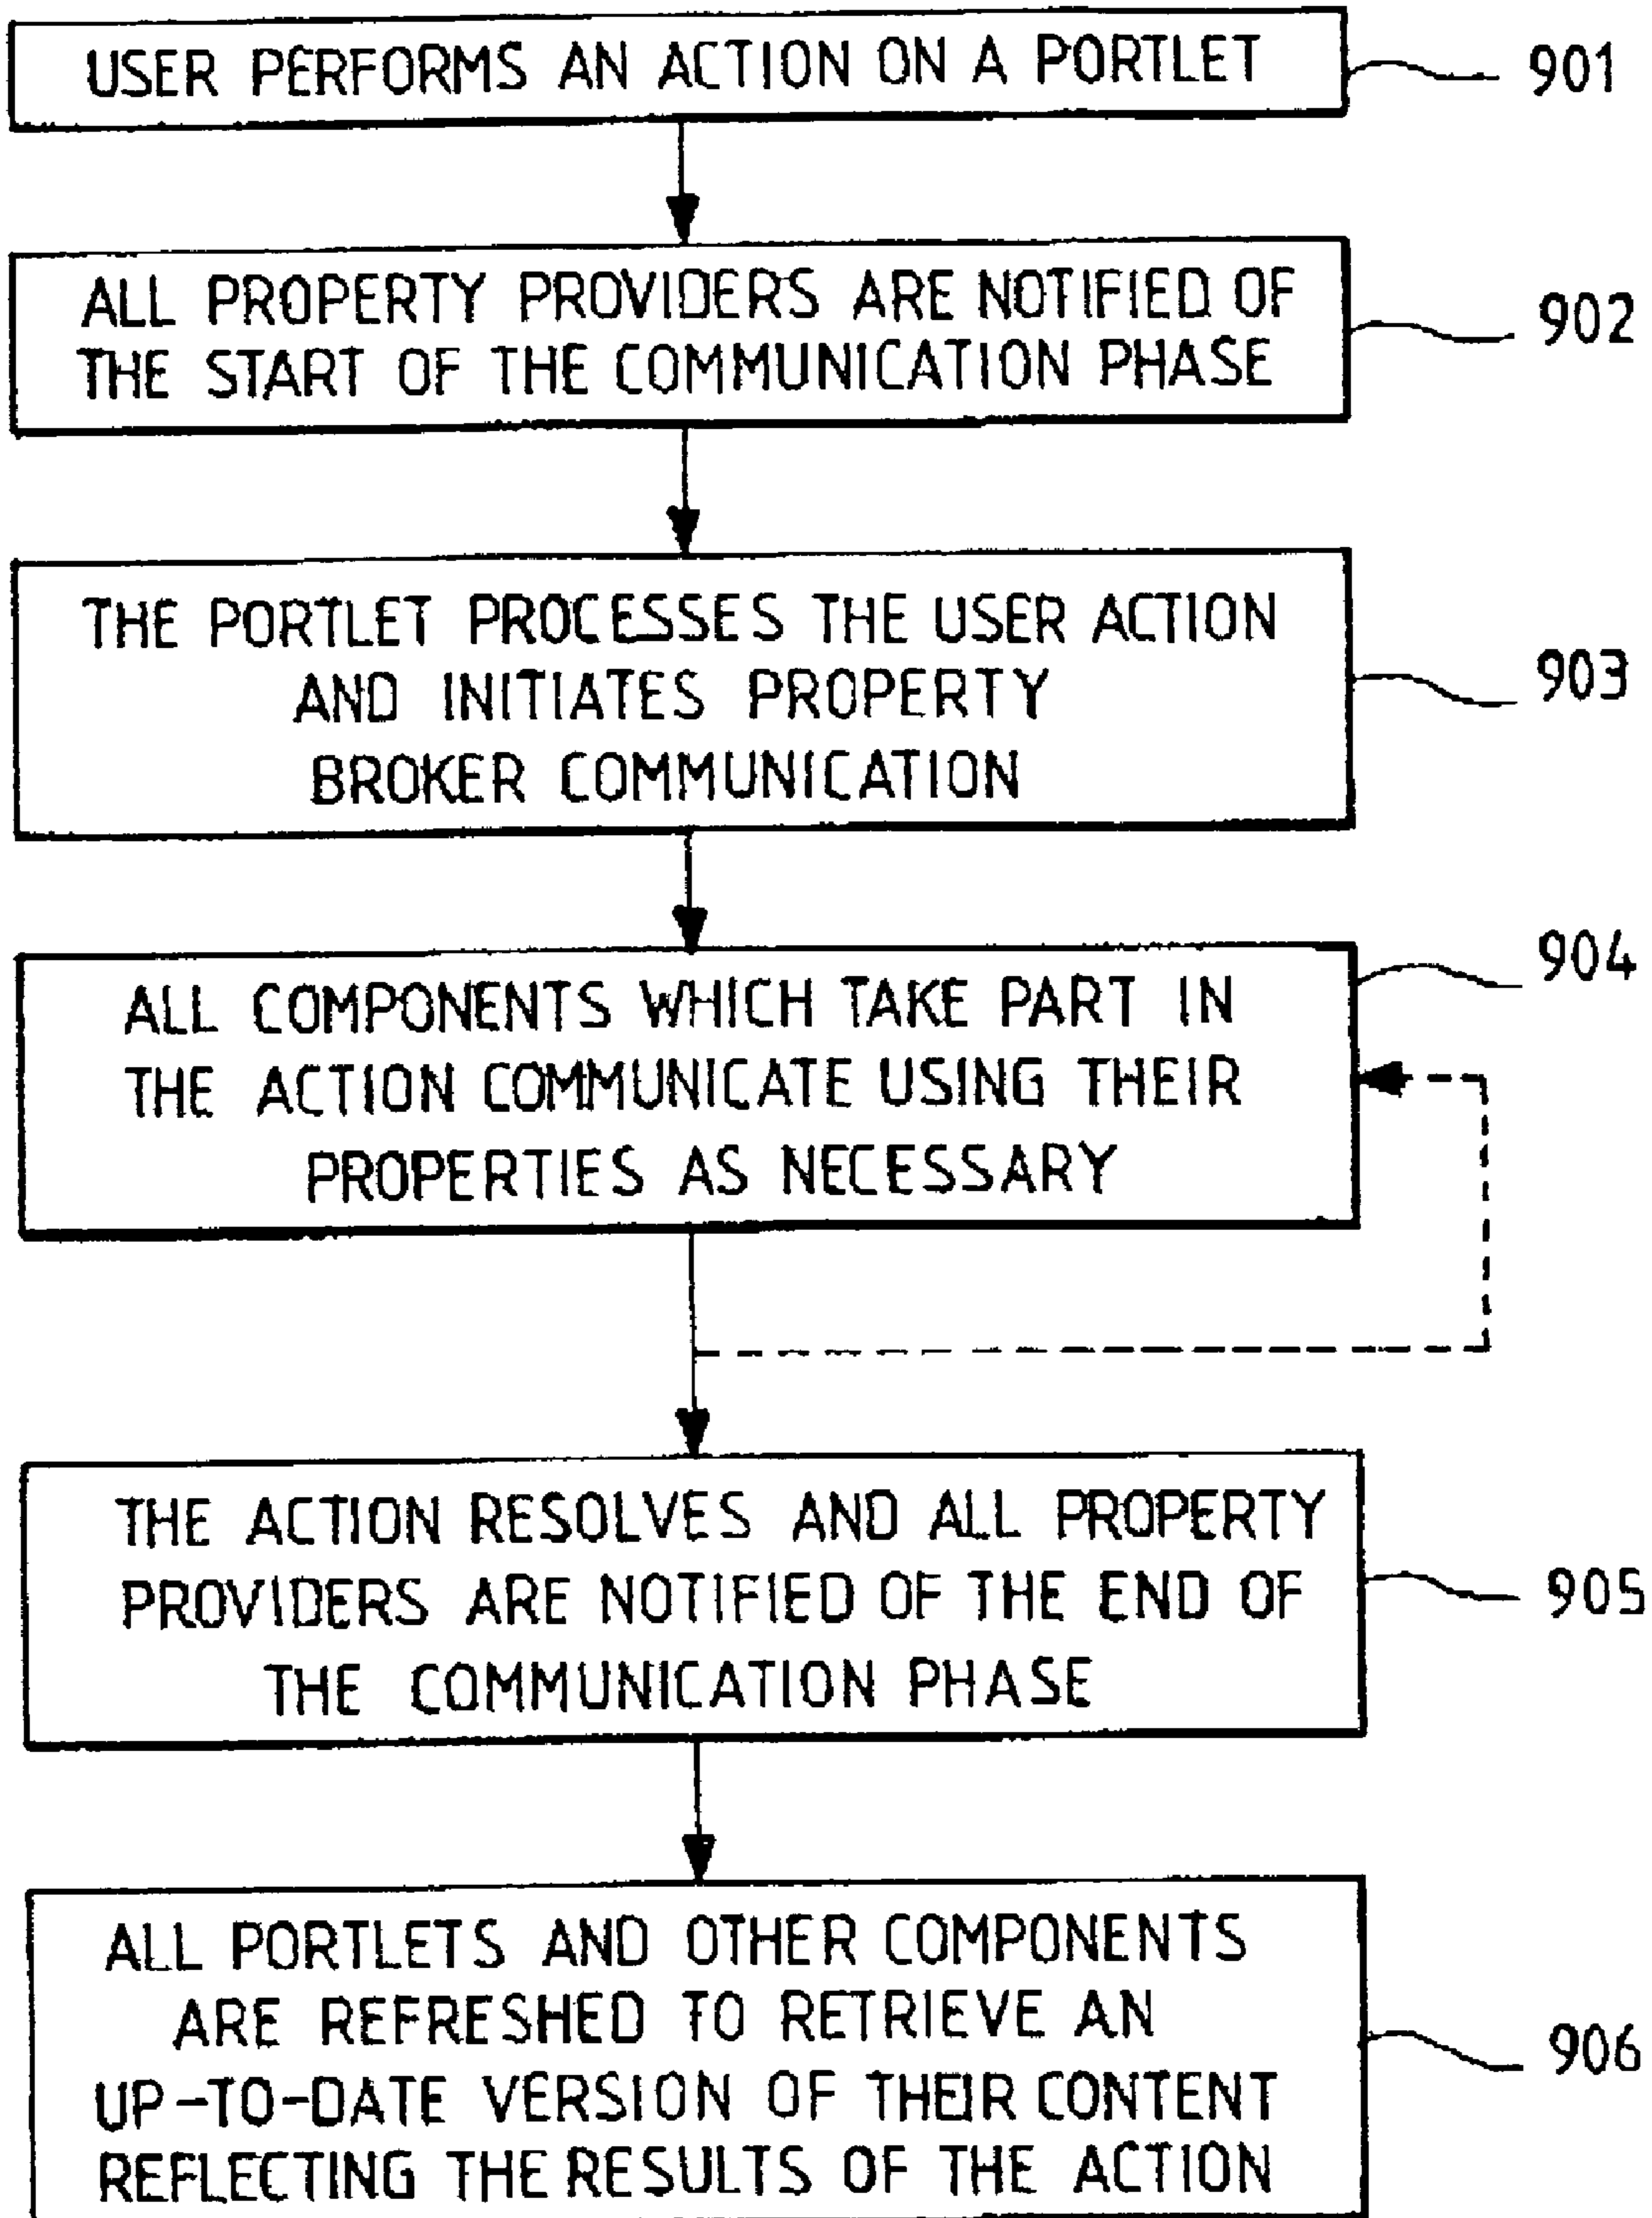 USER PERFORMS AN ACTION ON A PORTLET
901
ALL PROPERTY PROVIDERS ARE NOTIFIED OF
THE START OF THE COMMUNICATION PHASE
902
THE PORTLET PROCESSES THE USER ACTION
AND INITIATES PROPERTY
BROKER COMMUNICATION
903
ALL COMPONENTS WHICH TAKE PART IN
THE ACTION COMMUNICATE USING THEIR
PROPERTIES AS NECESSARY
904
THE ACTION RESOLVES AND ALL PROPERTY
PROVIDERS ARE NOTIFIED OF THE END OF
THE COMMUNICATION PHASE
905
ALL PORTLETS AND OTHER COMPONENTS
ARE REFRESHED TO RETRIEVE AN
UP-TO-DATE VERSION OF THEIR CONTENT
REFLECTING THE RESULTS OF THE ACTION
906